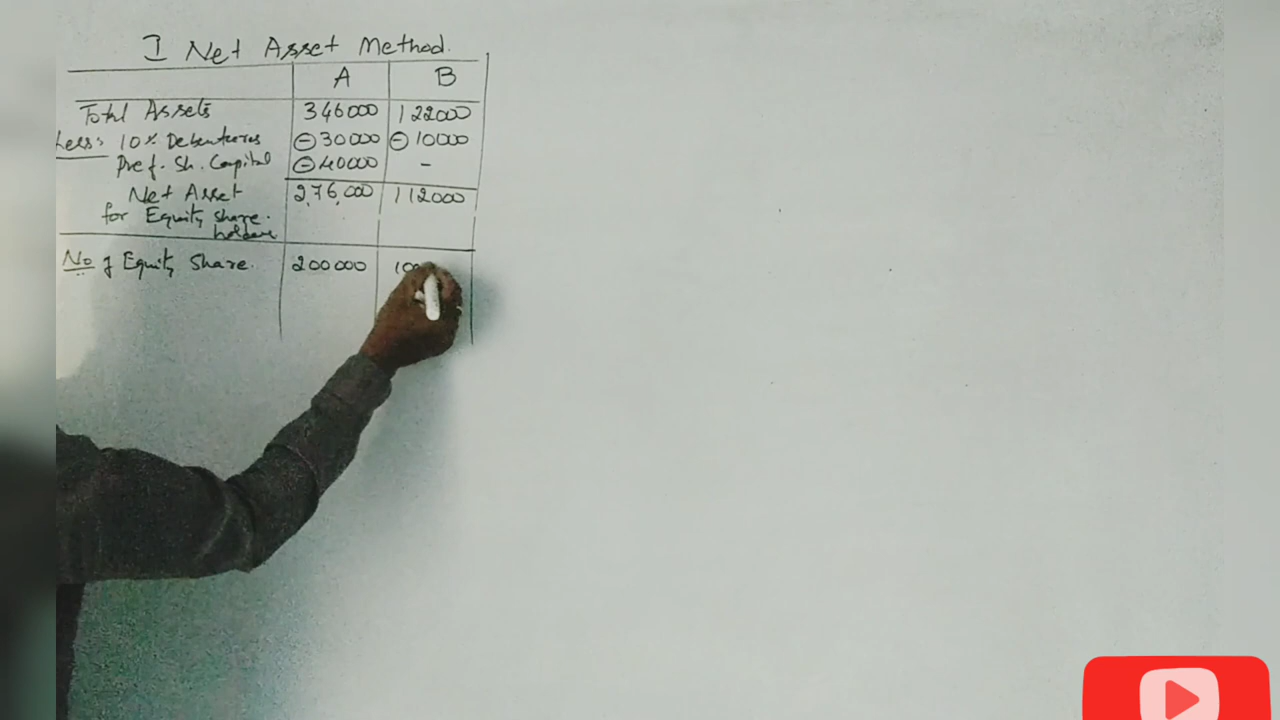 I Net Asset Method.
A B
Total Assets 346000 122000
Less: 10% Debentures ⊖30000 ⊖ 10000
Pref. Sh. Capital ⊖40000 -
Net Asset 2,76,000 112000
for Equity share.
holders
No of Equity Share. 200000